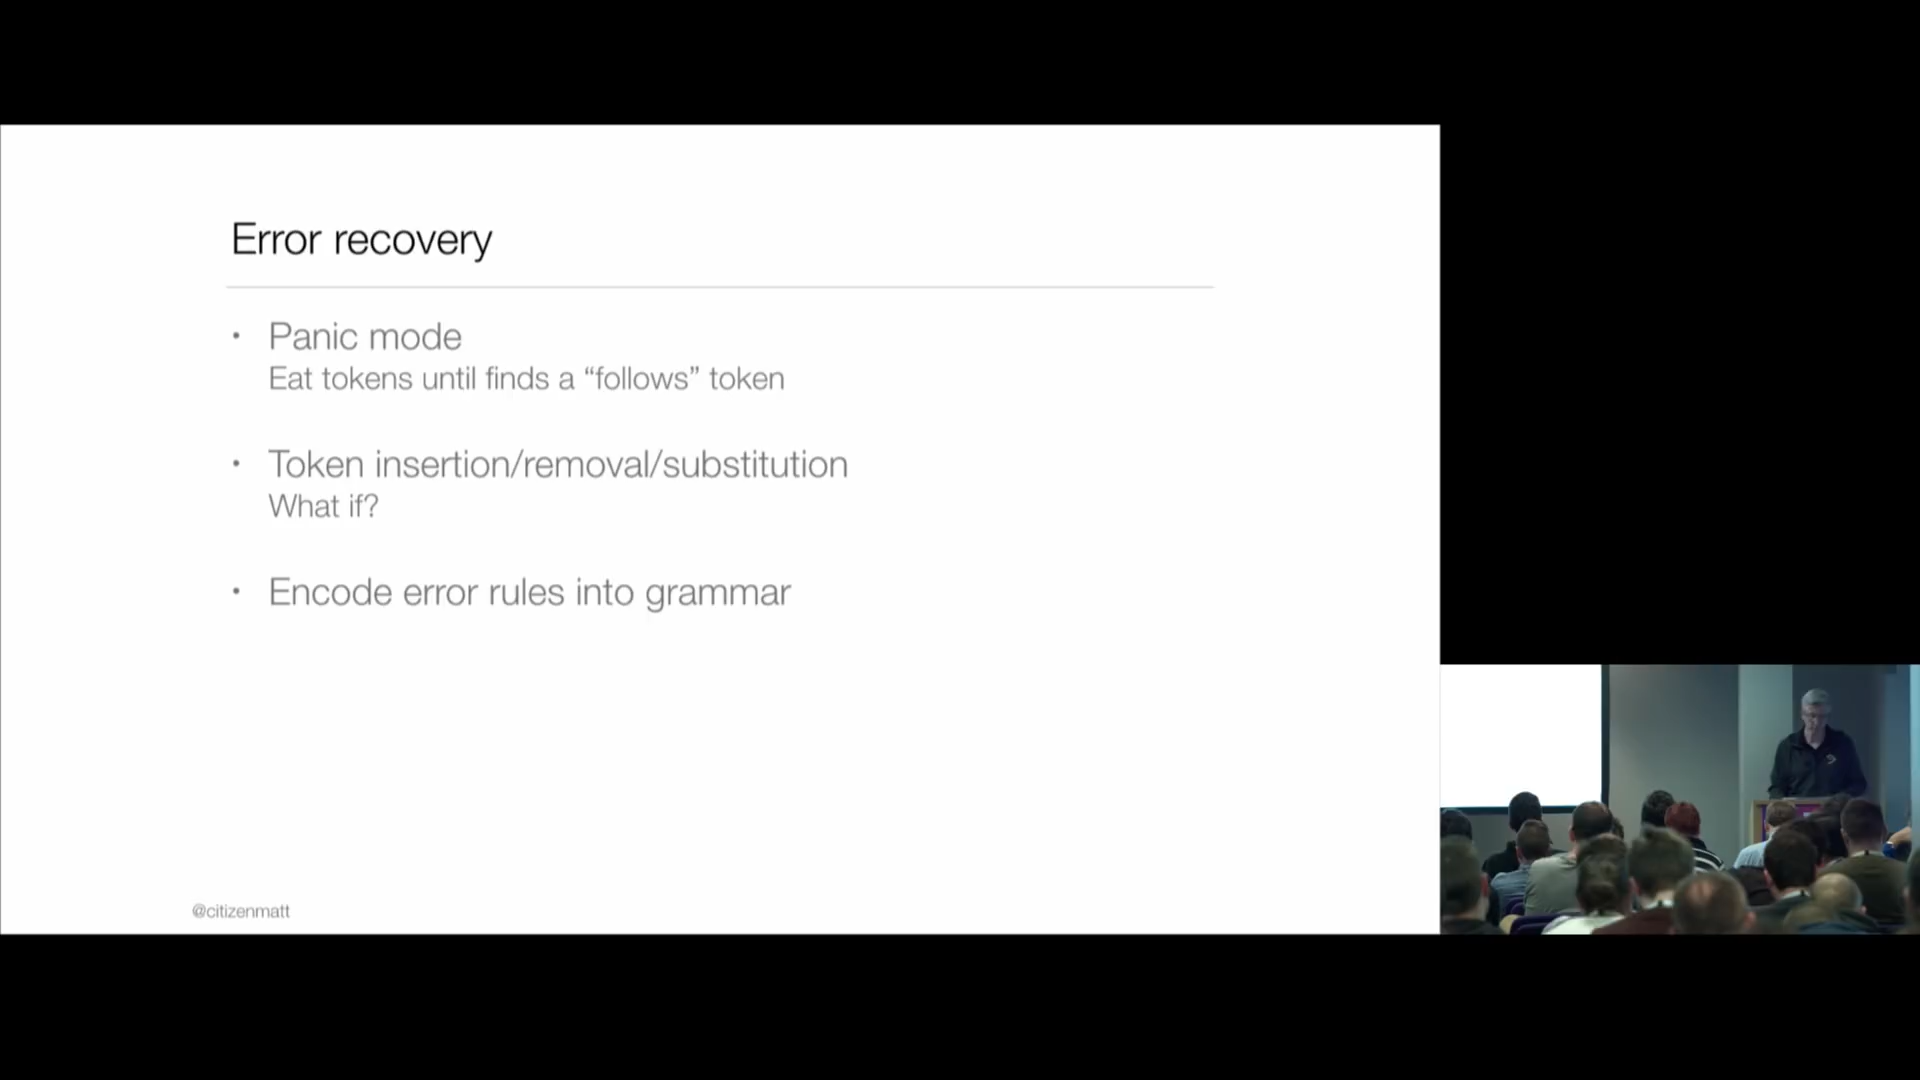 Error recovery
• Panic mode
Eat tokens until finds a “follows” token
• Token insertion/removal/substitution
What if?
• Encode error rules into grammar
@citizenmatt